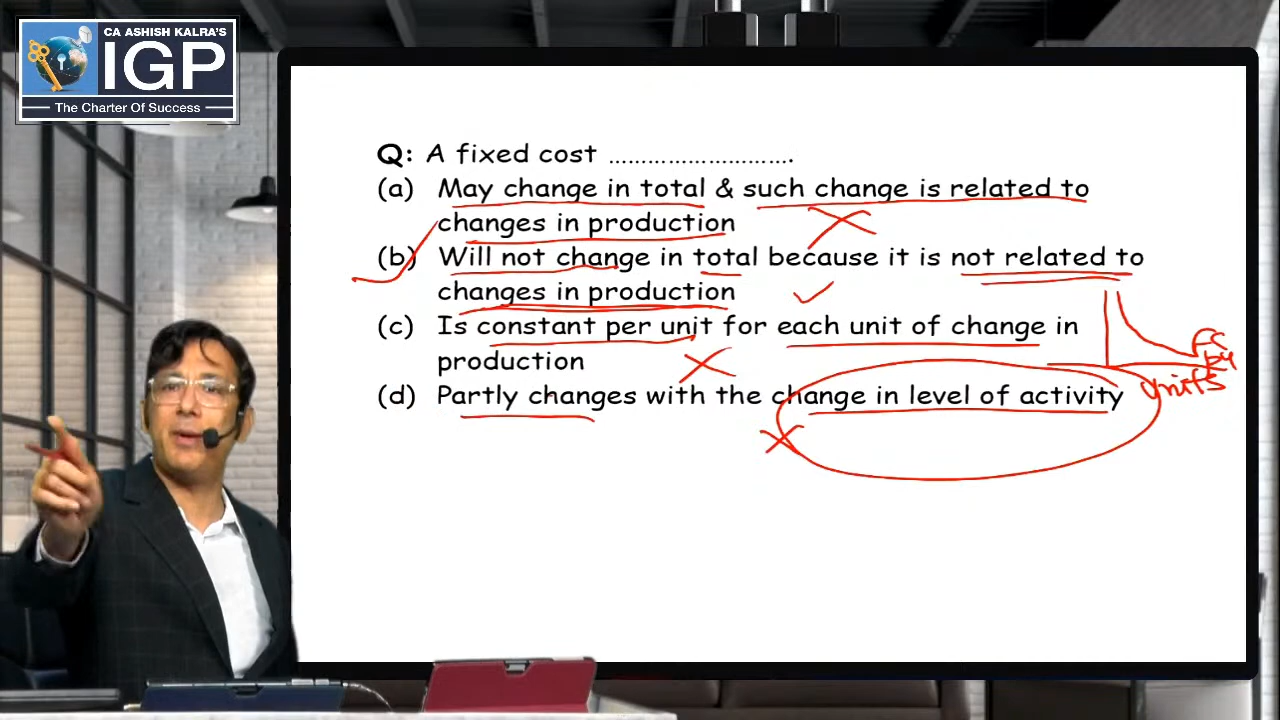 CA ASHISH KALRA'S
IGP
The Charter Of Success
Q: A fixed cost ............................
(a) May change in total & such change is related to
changes in production
(b) Will not change in total because it is not related to
changes in production
(c) Is constant per unit for each unit of change in
production
(d) Partly changes with the change in level of activity
FC
units